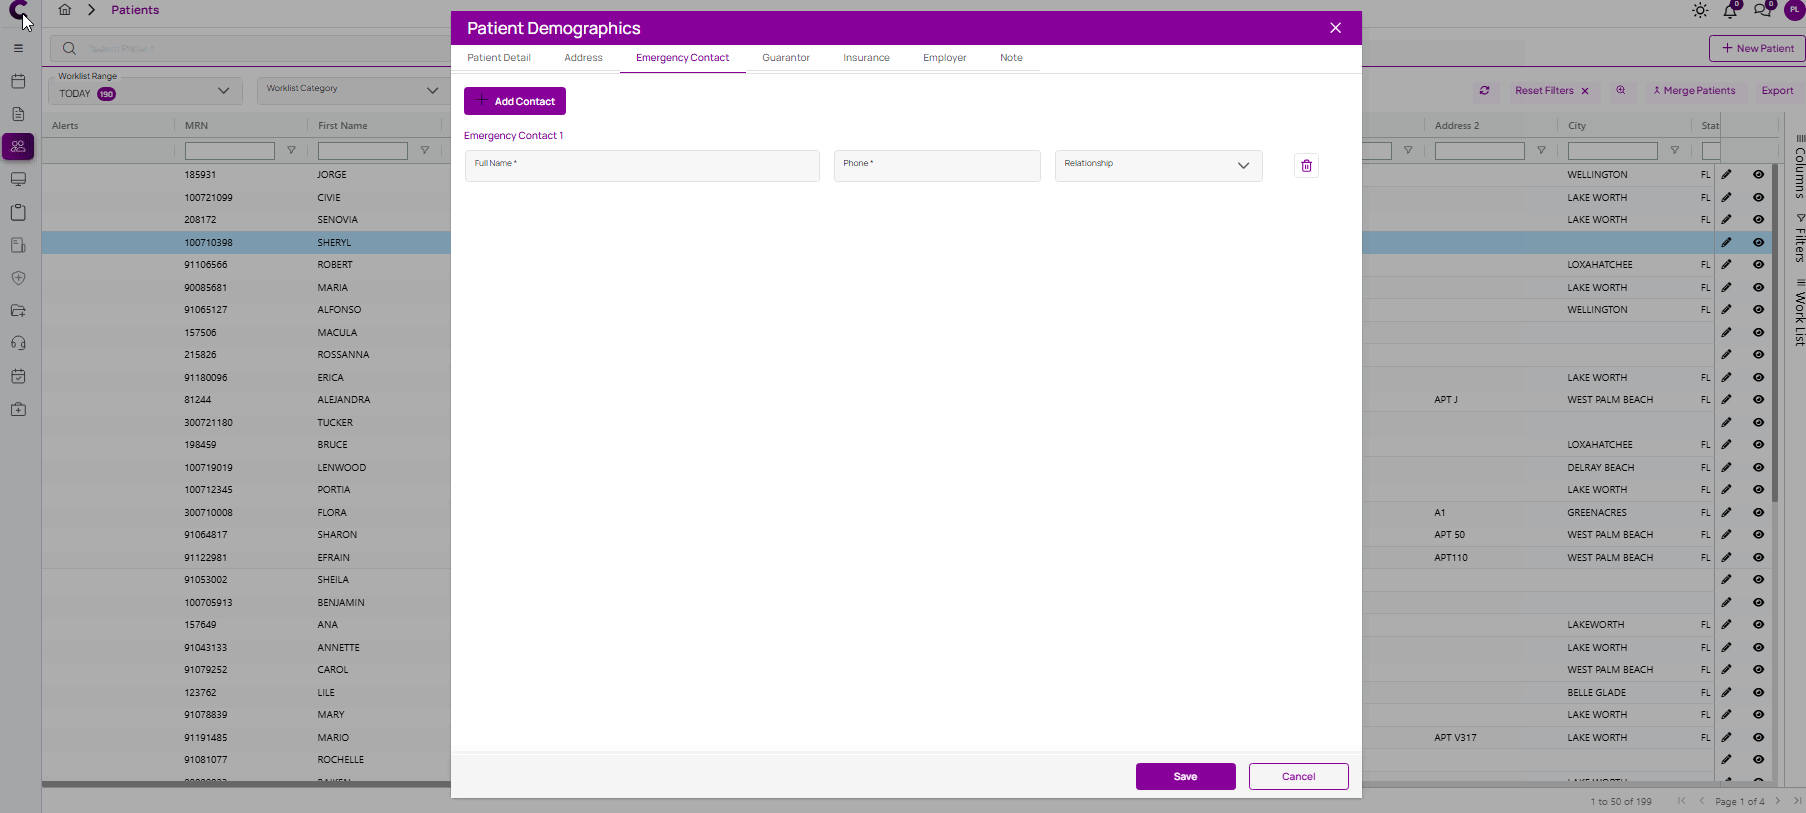 Patients
PL
0
0
New Patient
Worklist Range
TODAY 190
Worklist Category
Reset Filters
Merge Patients
Export
Patient Demographics
Patient Detail Address Emergency Contact Guarantor Insurance Employer Note
Add Contact
Emergency Contact 1
Full Name *
Phone *
Relationship
Save
Cancel
Alerts MRN First Name Address 2 City Stat
185931 JORGE WELLINGTON FL
100721099 CIVIE LAKE WORTH FL
208172 SENOVIA LAKE WORTH FL
100710398 SHERYL
91106566 ROBERT LOXAHATCHEE FL
90085681 MARIA LAKE WORTH FL
91065127 ALFONSO WELLINGTON FL
157506 MACULA
215826 ROSSANNA
91180096 ERICA LAKE WORTH FL
81244 ALEJANDRA APT J WEST PALM BEACH FL
300721180 TUCKER
198459 BRUCE LOXAHATCHEE FL
100719019 LENWOOD DELRAY BEACH FL
100712345 PORTIA LAKE WORTH FL
300710008 FLORA A1 GREENACRES FL
91064817 SHARON APT 50 WEST PALM BEACH FL
91122981 EFRAIN APT110 WEST PALM BEACH FL
91053002 SHEILA
100705913 BENJAMIN
157649 ANA LAKEWORTH FL
91043133 ANNETTE LAKE WORTH FL
91079252 CAROL WEST PALM BEACH FL
123762 LILE BELLE GLADE FL
91078839 MARY LAKE WORTH FL
91191485 MARIO APT V317 LAKE WORTH FL
91081077 ROCHELLE
Columns
Filters
Work List
1 to 50 of 199
Page 1 of 4